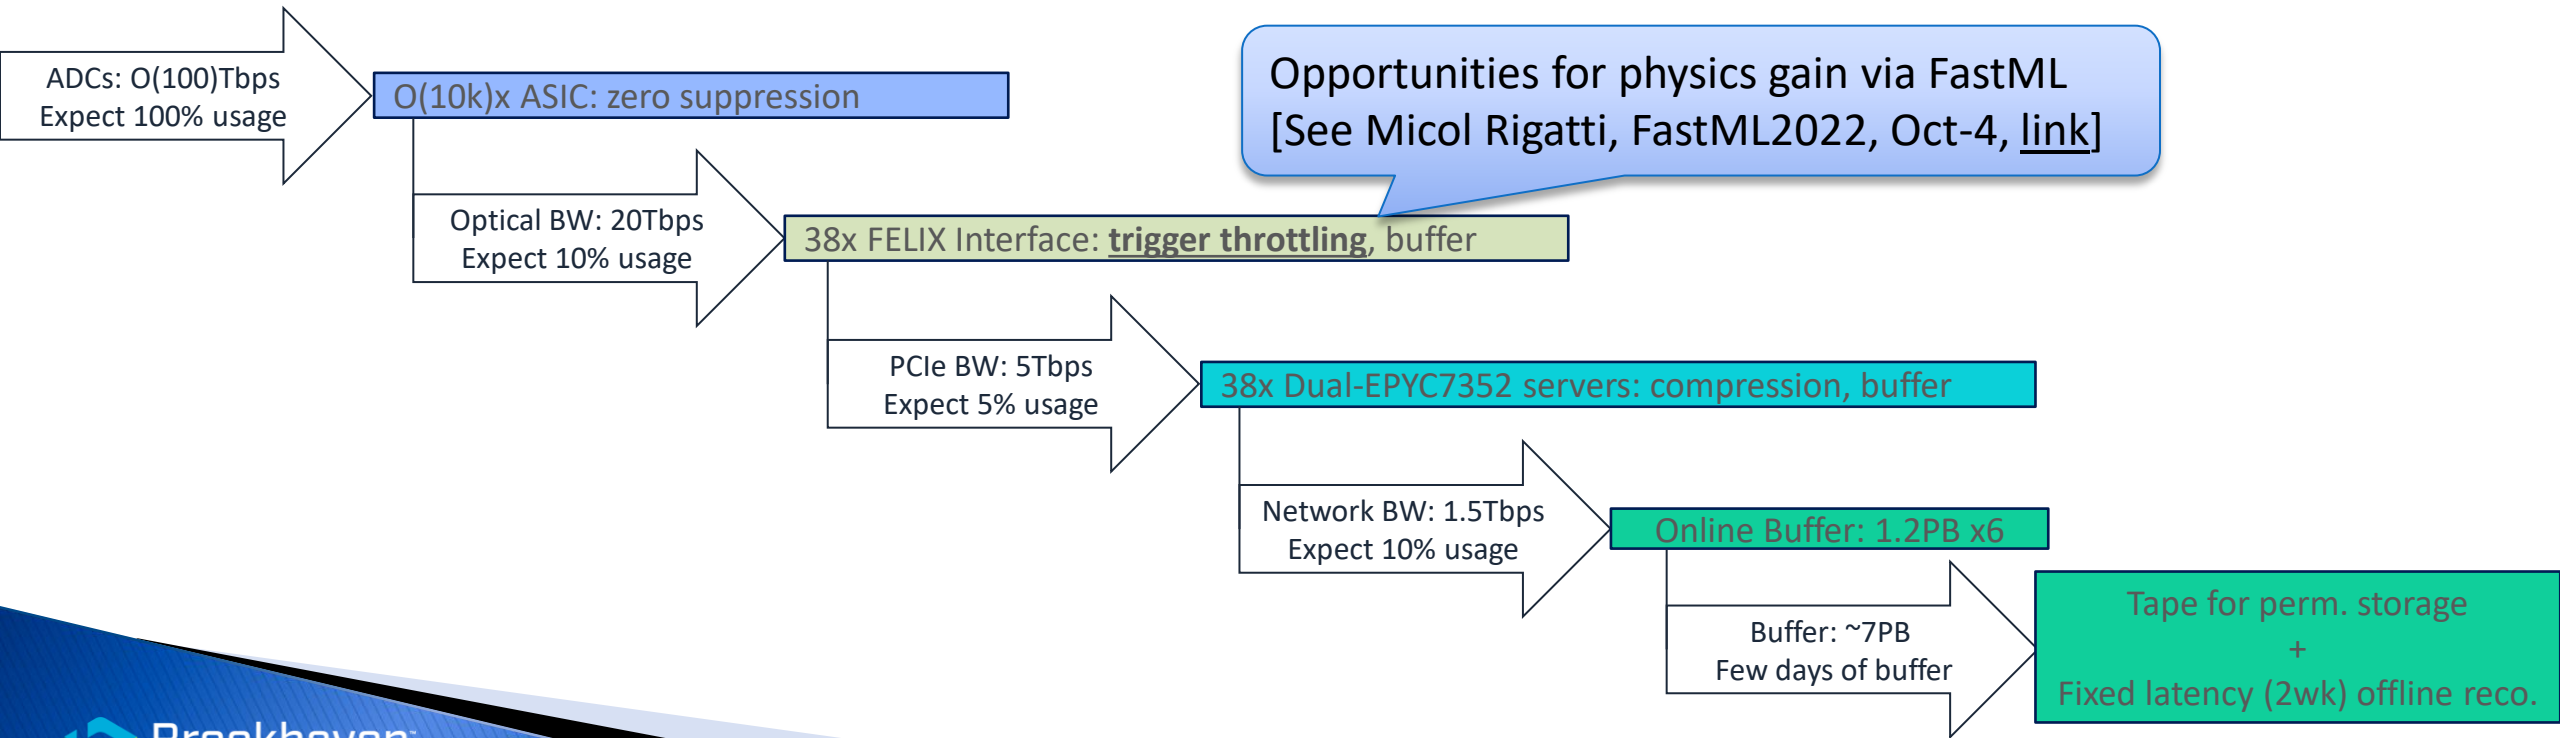 ADCs: O(100)Tbps
Expect 100% usage
O(10k)x ASIC: zero suppression
Opportunities for physics gain via FastML
[See Micol Rigatti, FastML2022, Oct-4, link]
Optical BW: 20Tbps
Expect 10% usage
38x FELIX Interface: trigger throttling, buffer
PCIe BW: 5Tbps
Expect 5% usage
38x Dual-EPYC7352 servers: compression, buffer
Network BW: 1.5Tbps
Expect 10% usage
Online Buffer: 1.2PB x6
Buffer: ~7PB
Few days of buffer
Tape for perm. storage
+
Fixed latency (2wk) offline reco.
Brookhaven™